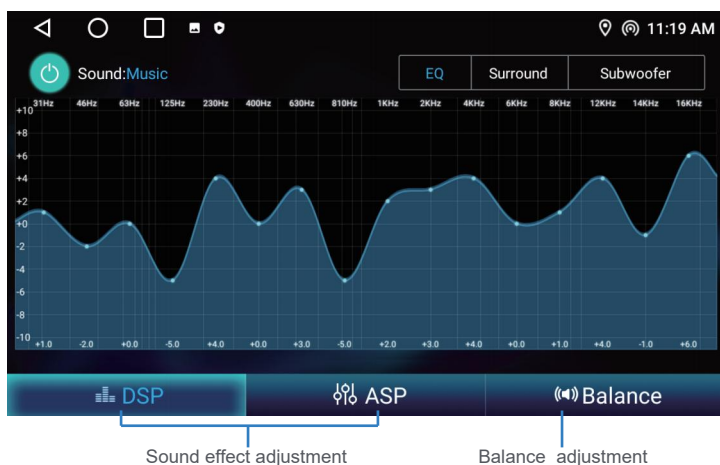 11:19 AM
Sound:Music EQ Surround Subwoofer
31Hz 46Hz 63Hz 125Hz 230Hz 400Hz 630Hz 810Hz 1KHz 2KHz 4KHz 6KHz 8KHz 12KHz 14KHz 16KHz
+10
+8
+6
+4
+2
+0
-2
-4
-6
-8
-10
+1.0 -2.0 +0.0 -5.0 +4.0 +0.0 +3.0 -5.0 +2.0 +3.0 +4.0 +0.0 +1.0 +4.0 -1.0 +6.0
DSP ASP Balance
Sound effect adjustment Balance adjustment